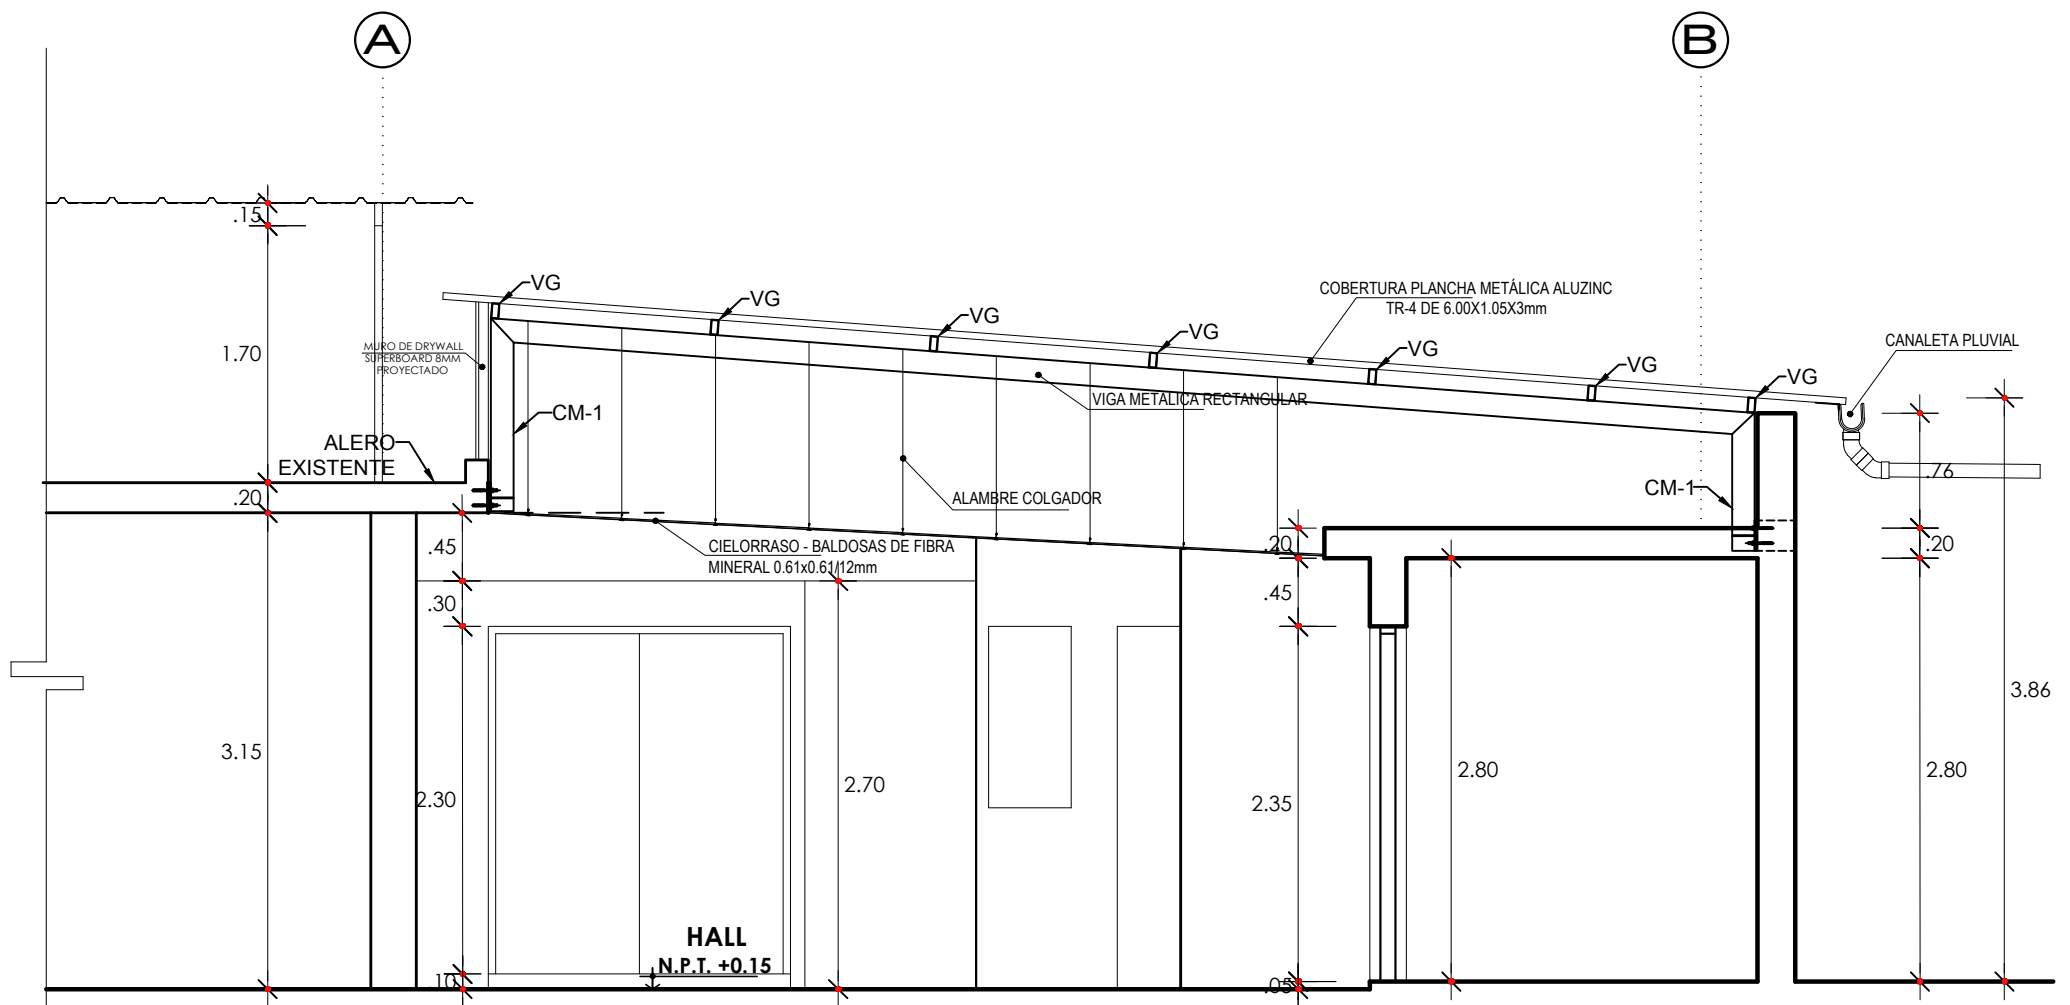 A
B
.15
VG
VG
COBERTURA PLANCHA METÁLICA ALUZINC
TR-4 DE 6.00X1.05X3mm
VG
VG
VG
CANALETA PLUVIAL
1.70
MURO DE DRYWALL
SUPERBOARD 8MM
PROYECTADO
VG
VG
VIGA METÁLICA RECTANGULAR
CM-1
ALERO
EXISTENTE
.76
CM-1
.20
ALAMBRE COLGADOR
.45
CIELORRASO - BALDOSAS DE FIBRA
MINERAL 0.61x0.61/12mm
.20
.20
.30
.45
3.86
3.15
2.30
2.70
2.35
2.80
2.80
HALL
N.P.T. +0.15
.10
.05